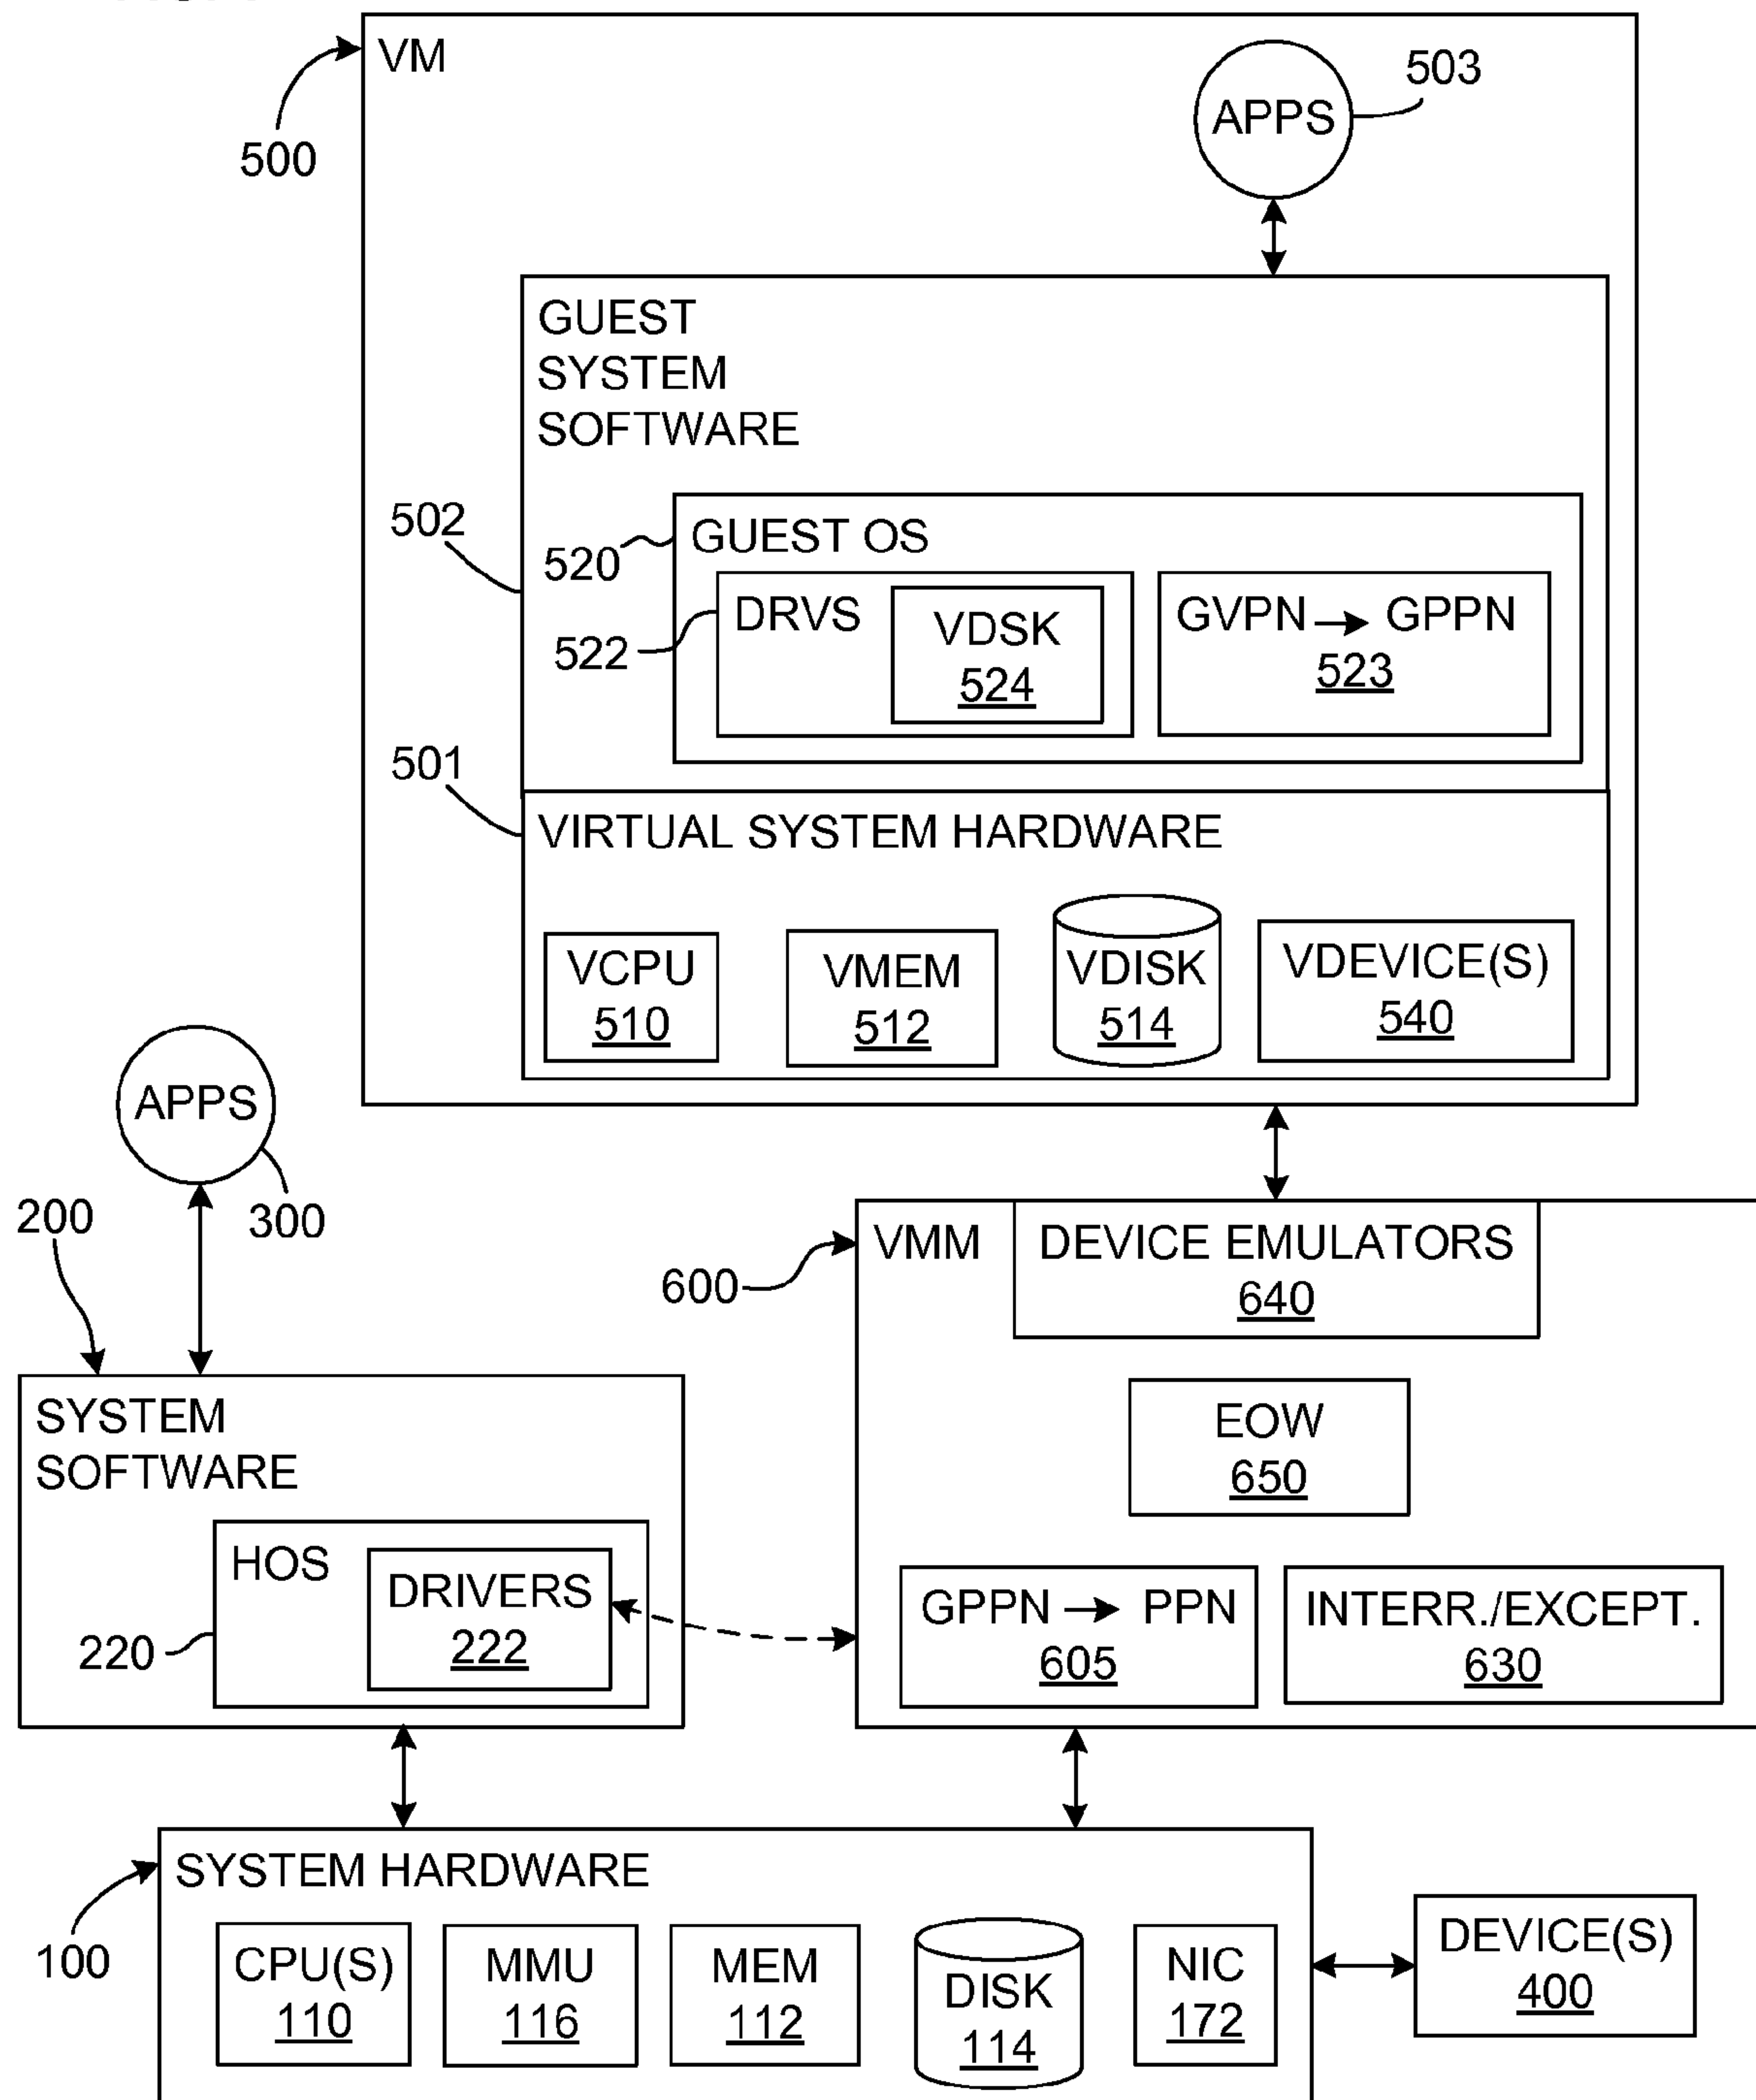 VM
500
APPS
503
GUEST
SYSTEM
SOFTWARE
502
520
GUEST OS
522
DRVS
VDSK
524
GVPN → GPPN
523
501
VIRTUAL SYSTEM HARDWARE
VCPU
510
VMEM
512
VDISK
514
VDEVICE(S)
540
APPS
300
200
600
VMM
DEVICE EMULATORS
640
SYSTEM
SOFTWARE
EOW
650
HOS
220
DRIVERS
222
GPPN → PPN
605
INTERR./EXCEPT.
630
100
SYSTEM HARDWARE
CPU(S)
110
MMU
116
MEM
112
DISK
114
NIC
172
DEVICE(S)
400